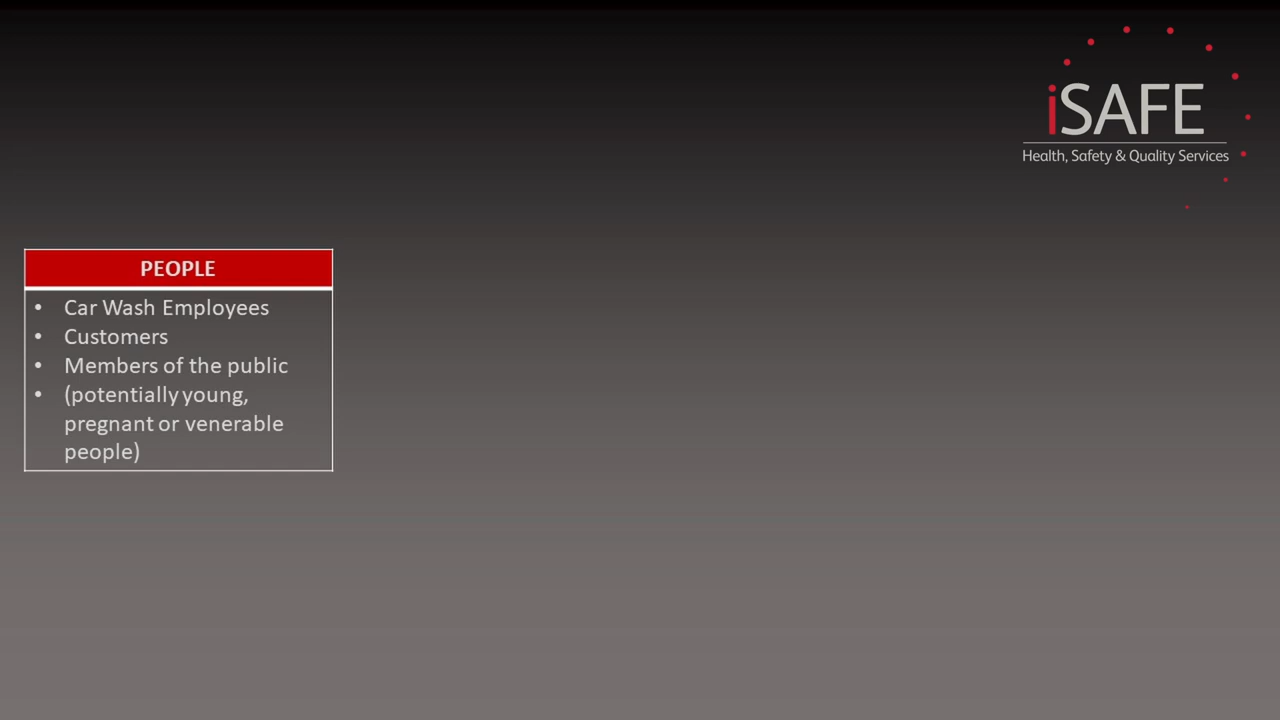 iSAFE
Health, Safety & Quality Services
PEOPLE
• Car Wash Employees
• Customers
• Members of the public
• (potentially young,
pregnant or venerable
people)